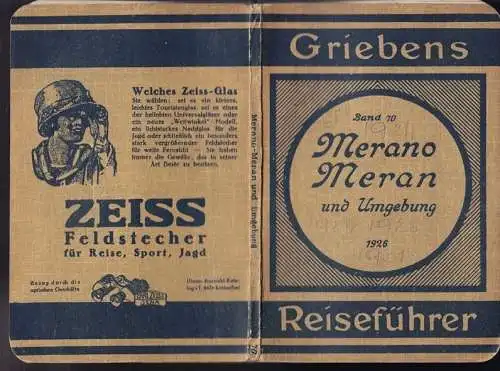 Welches Zeiss-Glas
Sie wählen: sei es ein kleines,
leichtes Touristenglas, sei es eines
der beliebten Universalgläser oder
ein neues „Weitwinkel" Modell,
ein lichtstarkes Nachtglas für die
Jagd oder schließlich ein besonders
stark vergrößernder Feldstecher
für weite Fernsicht — Sie haben
immer die Gewähr, das in seiner
Art Beste zu besitzen.
ZEISS
Feldstecher
für Reise, Sport, Jagd
Bezug durch die
optischen Geschäfte
Merano-Meran und Umgebung
70
Griebens
Band 70
Merano
Meran
und Umgebung
1926
Reiseführer